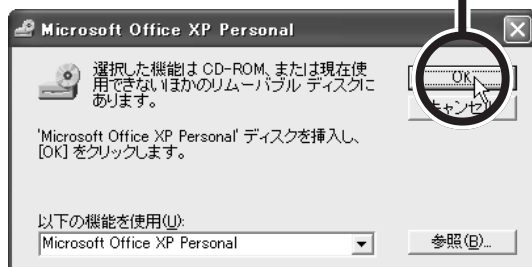 Microsoft Office XP Personal
選択した機能は CD-ROM、または現在使
用できないほかのリムーバブル ディスクに
あります。
OK
キャンセル
'Microsoft Office XP Personal' ディスクを挿入し、
[OK] をクリックします。
以下の機能を使用(U):
Microsoft Office XP Personal
参照(B)...